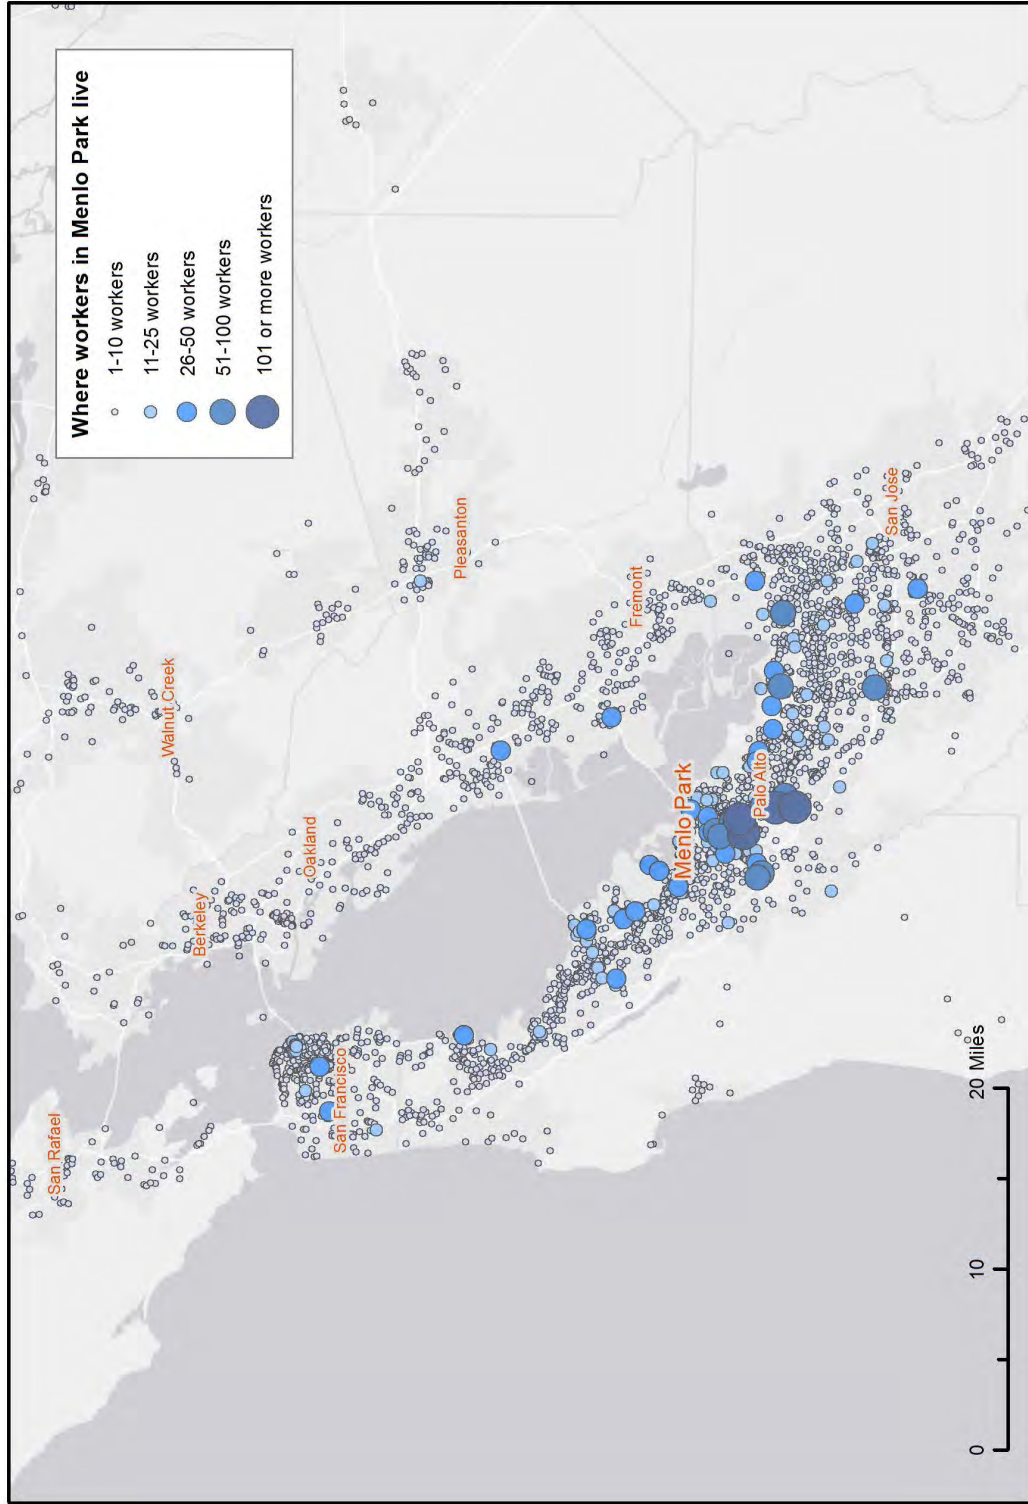 Where workers in Menlo Park live
1-10 workers
11-25 workers
26-50 workers
51-100 workers
101 or more workers
San Rafael
Berkeley
Walnut Creek
Oakland
San Francisco
Pleasanton
Fremont
Menlo Park
Palo Alto
San Jose
0
10
20 Miles